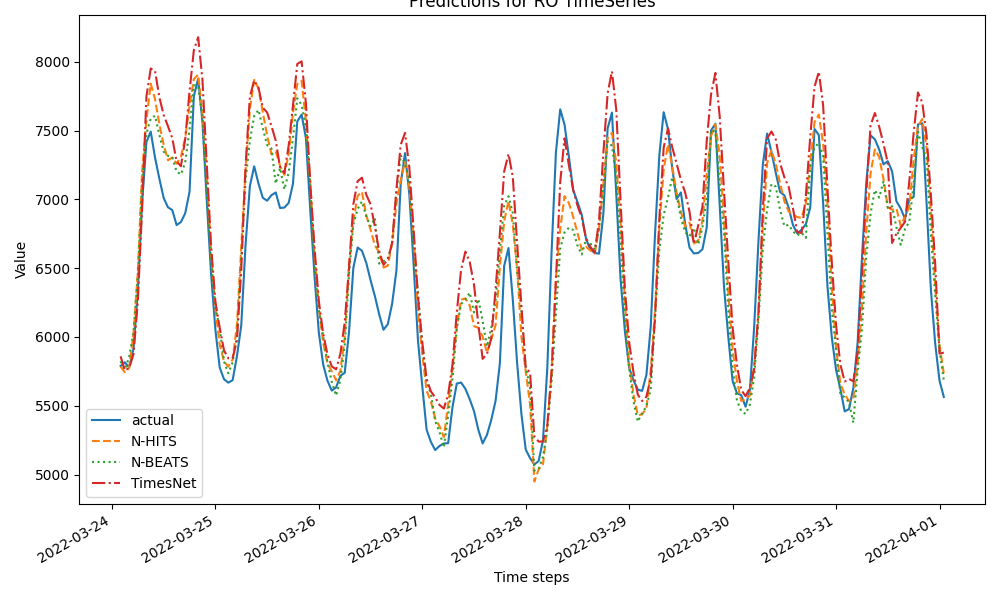 Predictions for RO TimeSeries
8000
7500
7000
6500
6000
5500
5000
Value
actual
N-HITS
N-BEATS
TimesNet
2022-03-24
2022-03-25
2022-03-26
2022-03-27
2022-03-28
2022-03-29
2022-03-30
2022-03-31
2022-04-01
Time steps